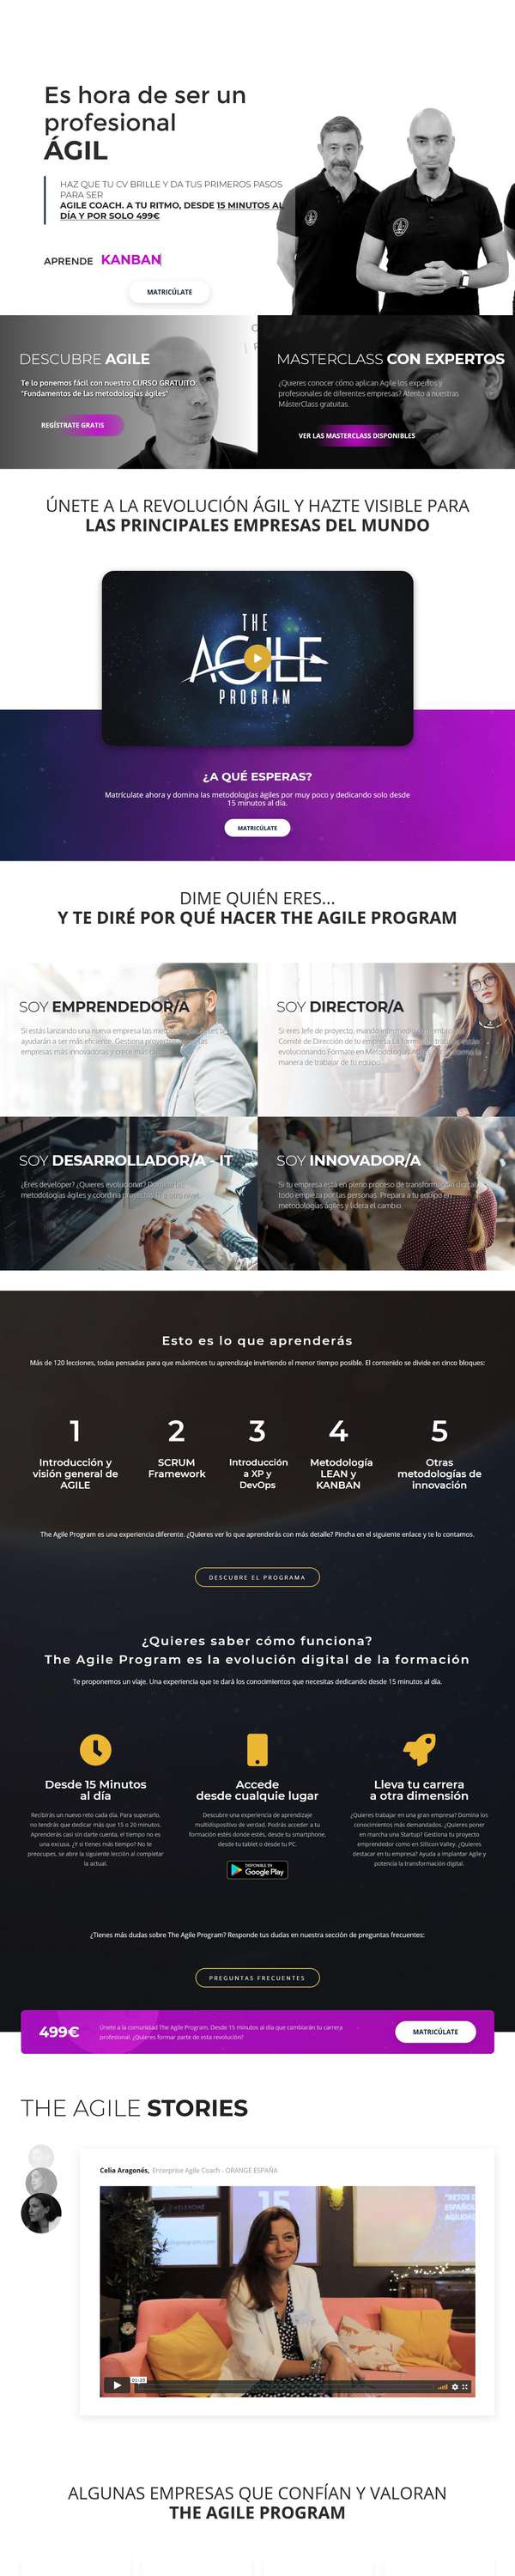 Es hora de ser un
profesional
ÁGIL
HAZ QUE TU CV BRILLE Y DA TUS PRIMEROS PASOS
PARA SER
AGILE COACH. A TU RITMO, DESDE 15 MINUTOS AL
DÍA Y POR SOLO 499€
APRENDE KANBAN
MATRICÚLATE
DESCUBRE AGILE
Te lo ponemos fácil con nuestro CURSO GRATUITO:
"Fundamentos de las metodologías ágiles"
REGÍSTRATE GRATIS
MASTERCLASS CON EXPERTOS
¿Quieres conocer cómo aplican Agile los expertos y
profesionales de diferentes empresas? Atento a nuestras
MásterClass gratuitas.
VER LAS MASTERCLASS DISPONIBLES
ÚNETE A LA REVOLUCIÓN ÁGIL Y HAZTE VISIBLE PARA
LAS PRINCIPALES EMPRESAS DEL MUNDO
THE
AGILE
PROGRAM
¿A QUÉ ESPERAS?
Matrícúlate ahora y domina las metodologías ágiles por muy poco y dedicando solo desde
15 minutos al día.
MATRICÚLATE
DIME QUIÉN ERES...
Y TE DIRÉ POR QUÉ HACER THE AGILE PROGRAM
SOY EMPRENDEDOR/A
Si estás lanzando una nueva empresa las
ayudarán a ser más eficiente. Gestiona
empresas más innovadoras y crece más
SOY DIRECTOR/A
Si eres Jefe de proyecto, mando intermedio o miembro
Comité de Dirección de tu empresa La forma de
evolucionando Fórmate en Metodologías
manera de trabajar de tu equipo
SOY DESARROLLADOR/A - IT
¿Eres developer? ¿Quieres evolucionar?
metodologías ágiles y coordina
SOY INNOVADOR/A
Si tu empresa está en pleno proceso de transformación digital
todo empieza por las personas. Prepara a tu equipo en
metodologías ágiles y lidera el cambio.
Esto es lo que aprenderás
Más de 120 lecciones, todas pensadas para que máximices tu aprendizaje invirtiendo el menor tiempo posible. El contenido se divide en cinco bloques:
1
Introducción y
visión general de
AGILE
2
SCRUM
Framework
3
Introducción
a XP y
DevOps
4
Metodología
LEAN y
KANBAN
5
Otras
metodologías de
innovación
The Agile Program es una experiencia diferente. ¿Quieres ver lo que aprenderás con más detalle? Pincha en el siguiente enlace y te lo contamos.
DESCUBRE EL PROGRAMA
¿Quieres saber cómo funciona?
The Agile Program es la evolución digital de la formación
Te proponemos un viaje. Una experiencia que te dará los conocimientos que necesitas dedicando desde 15 minutos al día.
Desde 15 Minutos
al día
Recibirás un nuevo reto cada día. Para superarlo,
no tendrás que dedicar más que 15 o 20 minutos.
Aprenderás casi sin darte cuenta, el tiempo no es
una excusa. ¿Y si tienes más tiempo? No te
preocupes, se abre la siguiente lección al completar
la actual.
Accede
desde cualquier lugar
Descubre una experiencia de aprendizaje
multidispositivo de verdad. Podrás acceder a tu
formación estés donde estés, desde tu smartphone,
desde tu tablet o desde tu PC.
DISPONIBLE EN
Google Play
Lleva tu carrera
a otra dimensión
¿Quieres trabajar en una gran empresa? Domina los
conocimientos más demandados. ¿Quieres poner
en marcha una Startup? Gestiona tu proyecto
emprendedor como en Silicon Valley. ¿Quieres
destacar en tu empresa? Ayuda a implantar Agile y
potencia la transformación digital.
¿Tienes más dudas sobre The Agile Program? Responde tus dudas en nuestra sección de preguntas frecuentes:
PREGUNTAS FRECUENTES
499€
Únete a la comunidad The Agile Program. Desde 15 minutos al día que cambiarán tu carrera
profesional. ¿Quieres formar parte de esta revolución?
MATRICÚLATE
THE AGILE STORIES
Celia Aragonés, Enterprise Agile Coach - ORANGE ESPAÑA
15
ESPAÑOL
01:39
ALGUNAS EMPRESAS QUE CONFÍAN Y VALORAN
THE AGILE PROGRAM